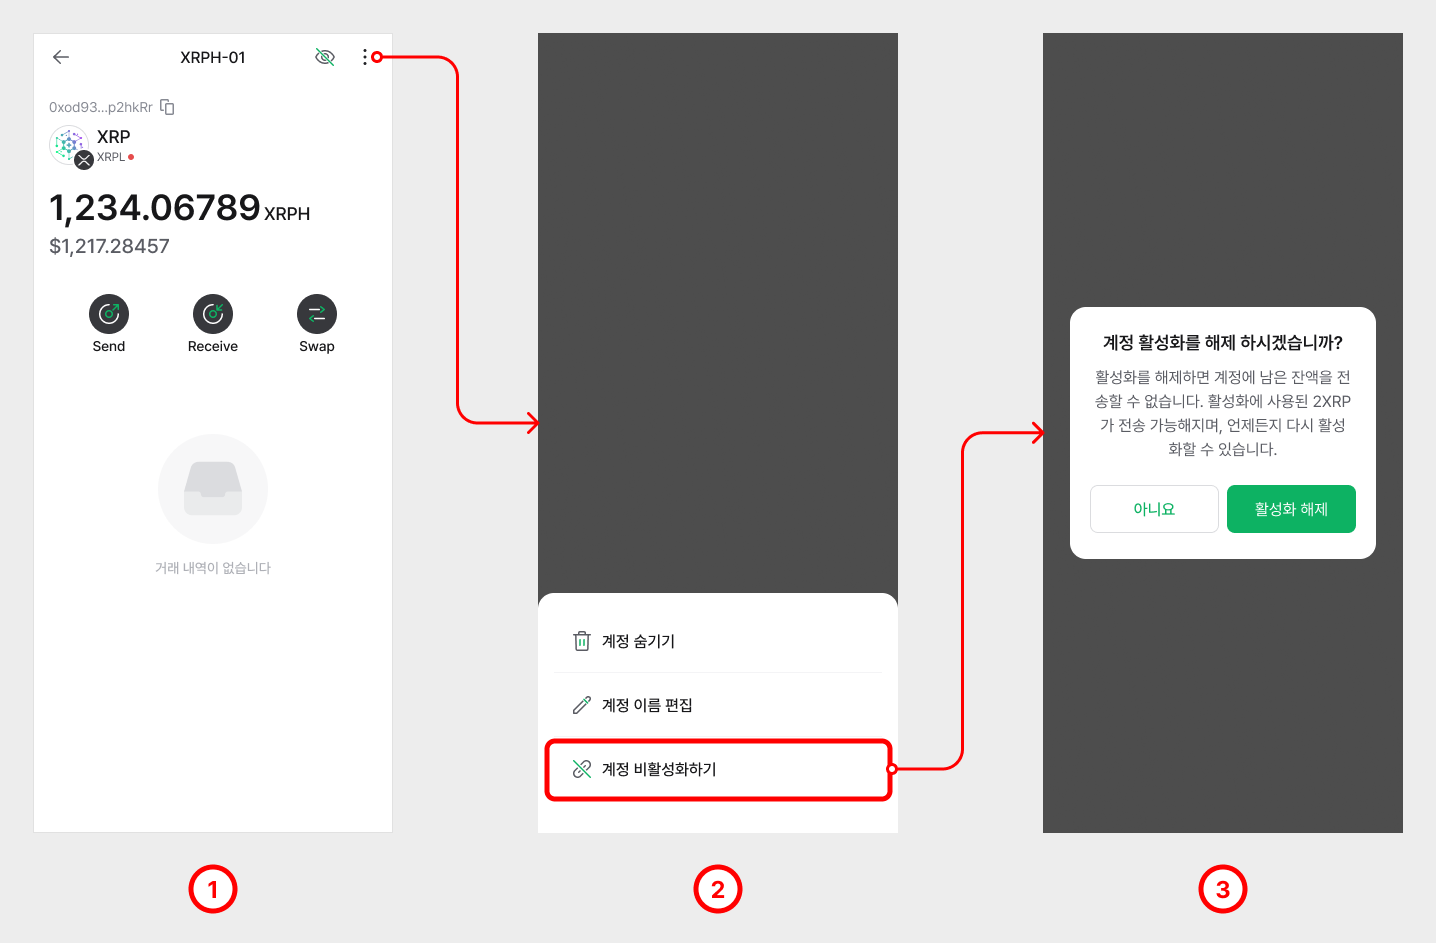 XRPH-01
0xod93...p2hkRr
XRP
XRPL
1,234.06789 XRPH
$1,217.28457
Send
Receive
Swap
거래 내역이 없습니다
1
계정 숨기기
계정 이름 편집
계정 비활성화하기
2
계정 활성화를 해제 하시겠습니까?
활성화를 해제하면 계정에 남은 잔액을 전
송할 수 없습니다. 활성화에 사용된 2XRP
가 전송 가능해지며, 언제든지 다시 활성
화할 수 있습니다.
아니요
활성화 해제
3